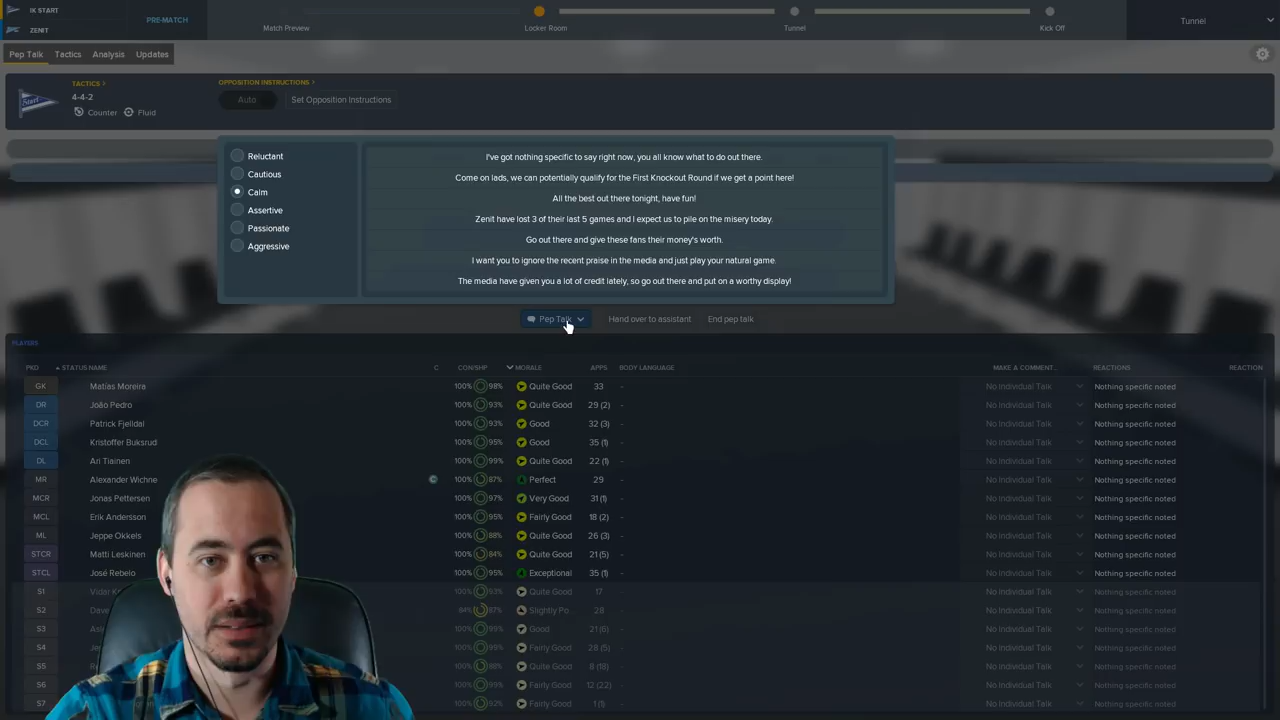 IK START
ZENIT
PRE-MATCH
Match Preview
Locker Room
Tunnel
Kick Off
Tunnel
Pep Talk Tactics Analysis Updates
TACTICS >
4-4-2
Counter Fluid
OPPOSITION INSTRUCTIONS >
Auto Set Opposition Instructions
Start
Reluctant
Cautious
Calm
Assertive
Passionate
Aggressive
I've got nothing specific to say right now, you all know what to do out there.
Come on lads, we can potentially qualify for the First Knockout Round if we get a point here!
All the best out there tonight, have fun!
Zenit have lost 3 of their last 5 games and I expect us to pile on the misery today.
Go out there and give these fans their money's worth.
I want you to ignore the recent praise in the media and just play your natural game.
The media have given you a lot of credit lately, so go out there and put on a worthy display!
Pep Talk Hand over to assistant End pep talk
PLAYERS
PKD STATUS NAME C CON/SHP MORALE APPS BODY LANGUAGE MAKE A COMMENT... REACTIONS REACTION
GK Matías Moreira 100% 98% Quite Good 33 - No Individual Talk Nothing specific noted
DR João Pedro 100% 93% Quite Good 29 (2) - No Individual Talk Nothing specific noted
DCR Patrick Fjelldal 100% 93% Good 32 (3) - No Individual Talk Nothing specific noted
DCL Kristoffer Buksrud 100% 95% Good 35 (1) - No Individual Talk Nothing specific noted
DL Ari Tiainen 100% 99% Quite Good 22 (1) - No Individual Talk Nothing specific noted
MR Alexander Wichne C 100% 87% Perfect 29 - No Individual Talk Nothing specific noted
MCR Jonas Pettersen 100% 97% Very Good 31 (1) - No Individual Talk Nothing specific noted
MCL Erik Andersson 100% 95% Fairly Good 18 (2) - No Individual Talk Nothing specific noted
ML Jeppe Okkels 100% 88% Quite Good 26 (3) - No Individual Talk Nothing specific noted
STCR Matti Leskinen 100% 84% Quite Good 21 (5) - No Individual Talk Nothing specific noted
STCL José Rebelo 100% 95% Exceptional 35 (1) - No Individual Talk Nothing specific noted
S1 Vidar 100% 93% Quite Good 17 - No Individual Talk Nothing specific noted
S2 84% 87% Slightly Po... 28 - No Individual Talk Nothing specific noted
S3 100% 99% Good 21 (6) - No Individual Talk Nothing specific noted
S4 100% 99% Fairly Good 28 (5) - No Individual Talk Nothing specific noted
S5 100% 88% Quite Good 8 (18) - No Individual Talk Nothing specific noted
S6 100% 99% Fairly Good 12 (22) - No Individual Talk Nothing specific noted
S7 100% 92% Fairly Good 1 (1) - No Individual Talk Nothing specific noted